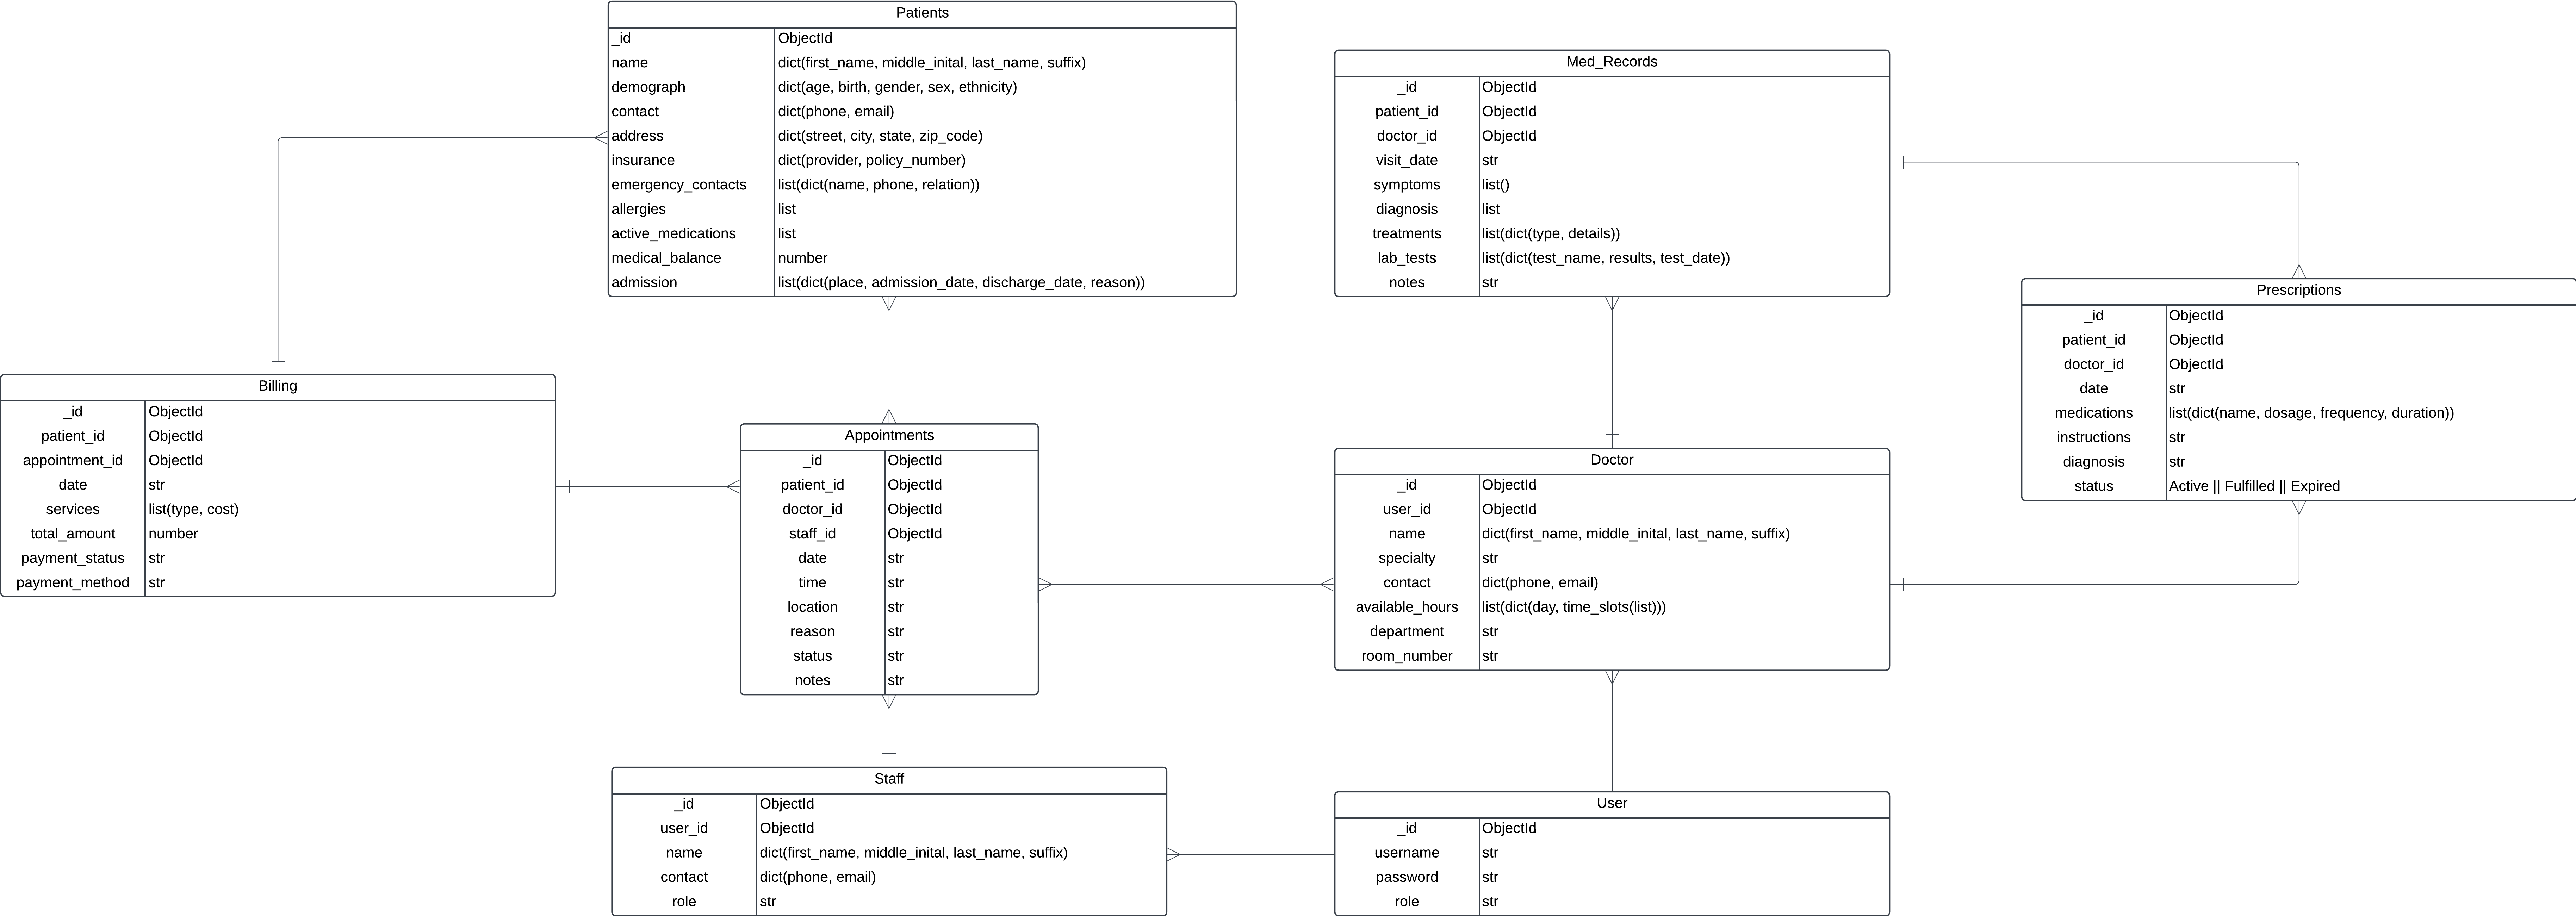 Patients
_id ObjectId
name dict(first_name, middle_inital, last_name, suffix)
demograph dict(age, birth, gender, sex, ethnicity)
contact dict(phone, email)
address dict(street, city, state, zip_code)
insurance dict(provider, policy_number)
emergency_contacts list(dict(name, phone, relation))
allergies list
active_medications list
medical_balance number
admission list(dict(place, admission_date, discharge_date, reason))
Med_Records
_id ObjectId
patient_id ObjectId
doctor_id ObjectId
visit_date str
symptoms list()
diagnosis list
treatments list(dict(type, details))
lab_tests list(dict(test_name, results, test_date))
notes str
Prescriptions
_id ObjectId
patient_id ObjectId
doctor_id ObjectId
date str
medications list(dict(name, dosage, frequency, duration))
instructions str
diagnosis str
status Active || Fulfilled || Expired
Billing
_id ObjectId
patient_id ObjectId
appointment_id ObjectId
date str
services list(type, cost)
total_amount number
payment_status str
payment_method str
Appointments
_id ObjectId
patient_id ObjectId
doctor_id ObjectId
staff_id ObjectId
date str
time str
location str
reason str
status str
notes str
Doctor
_id ObjectId
user_id ObjectId
name dict(first_name, middle_inital, last_name, suffix)
specialty str
contact dict(phone, email)
available_hours list(dict(day, time_slots(list)))
department str
room_number str
Staff
_id ObjectId
user_id ObjectId
name dict(first_name, middle_inital, last_name, suffix)
contact dict(phone, email)
role str
User
_id ObjectId
username str
password str
role str